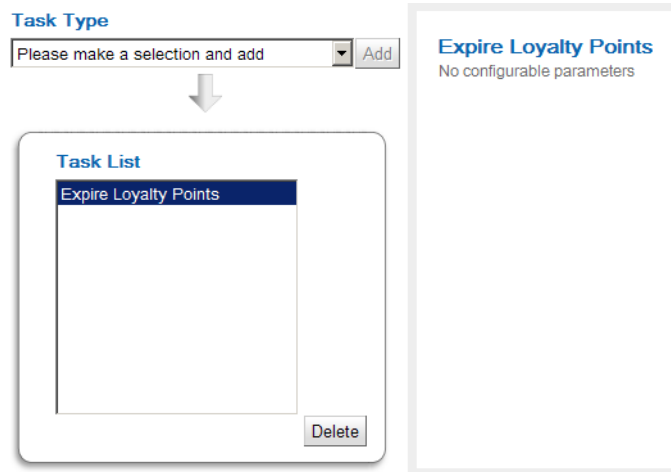 Task Type
Please make a selection and add
Add
Task List
Expire Loyalty Points
Delete
Expire Loyalty Points
No configurable parameters